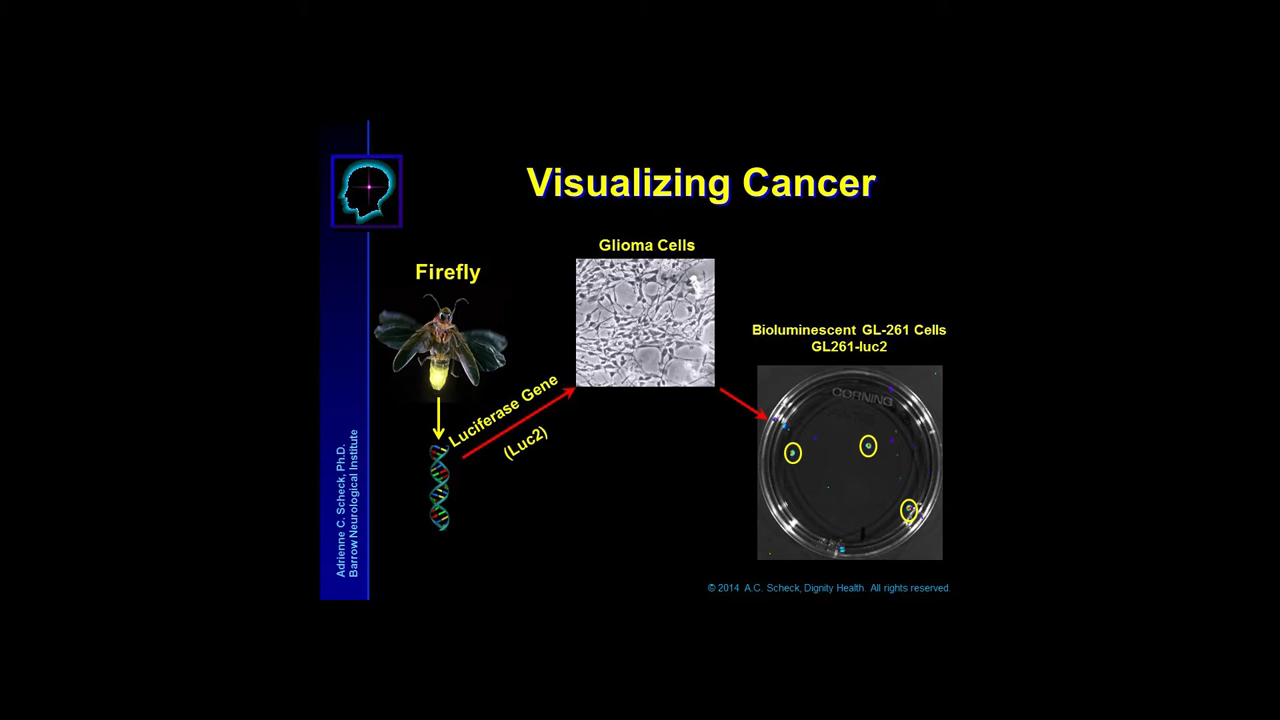 Visualizing Cancer
Glioma Cells
Firefly
Bioluminescent GL-261 Cells
GL261-luc2
CORNING
Luciferase Gene
(Luc2)
Adrienne C. Scheck, Ph.D.
Barrow Neurological Institute
© 2014 A.C. Scheck, Dignity Health. All rights reserved.